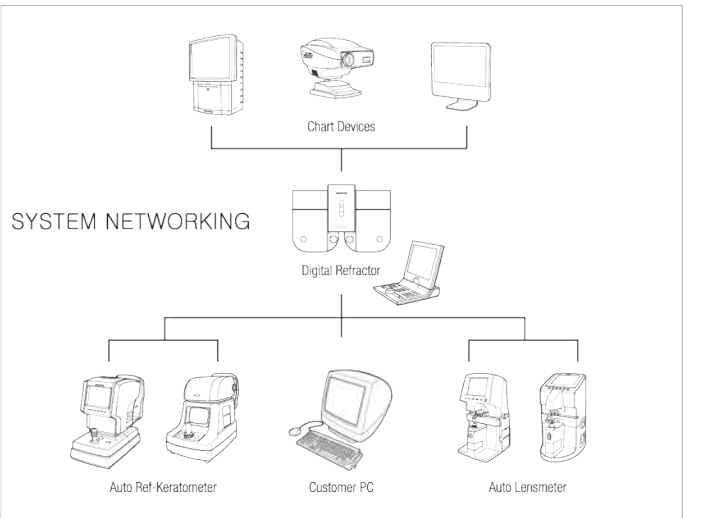 Chart Devices
SYSTEM NETWORKING
Digital Refractor
Auto Ref-Keratometer
Customer PC
Auto Lensmeter